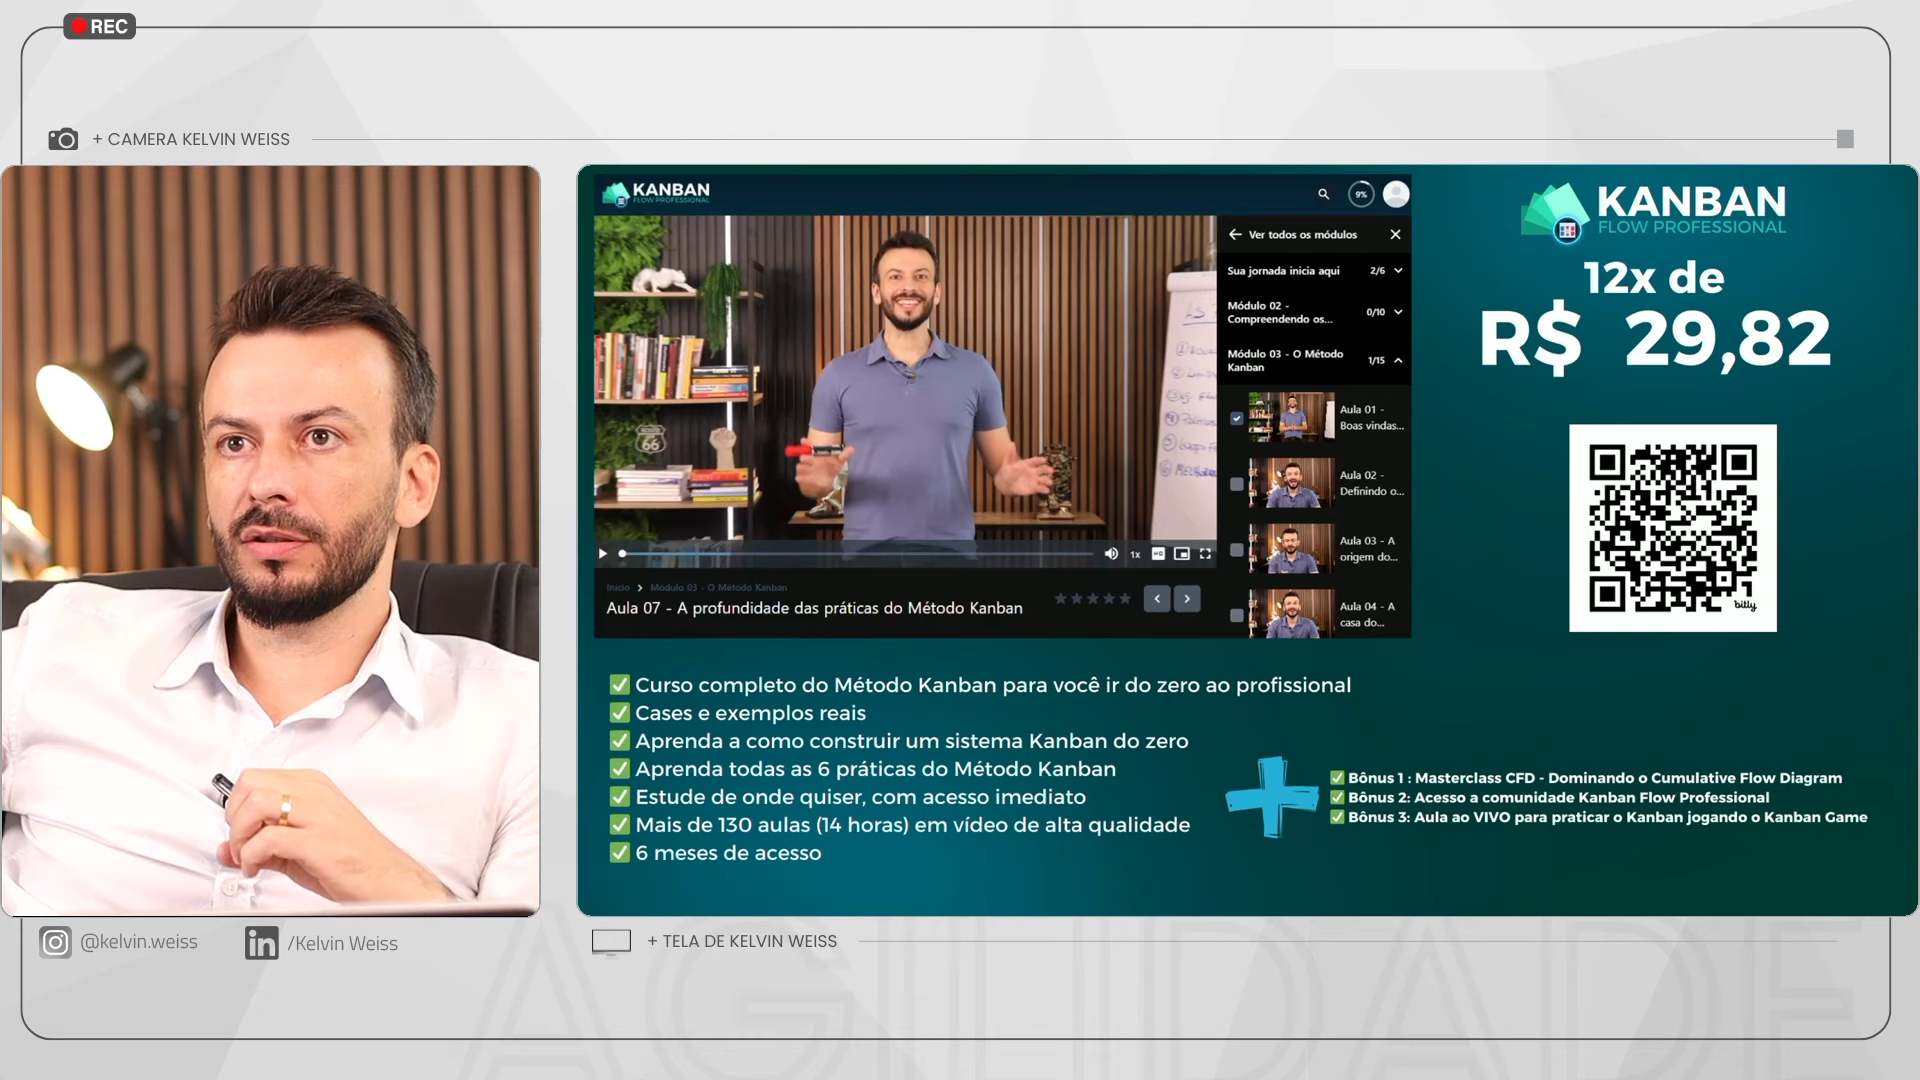 REC
+ CAMERA KELVIN WEISS
KANBAN
FLOW PROFESSIONAL
9%
Ver todos os módulos
Sua jornada inicia aqui 2/6
Módulo 02 -
Compreendendo os... 0/10
Módulo 03 - O Método
Kanban 1/15
Aula 01 -
Boas vindas...
Aula 02 -
Definindo o...
Aula 03 - A
origem do...
Aula 04 - A
casa do...
ROUTE
66
1x
HD
Início > Módulo 03 - O Método Kanban
Aula 07 - A profundidade das práticas do Método Kanban
KANBAN
FLOW PROFESSIONAL
12x de
R$ 29,82
bitly
✅ Curso completo do Método Kanban para você ir do zero ao profissional
✅ Cases e exemplos reais
✅ Aprenda a como construir um sistema Kanban do zero
✅ Aprenda todas as 6 práticas do Método Kanban
✅ Estude de onde quiser, com acesso imediato
✅ Mais de 130 aulas (14 horas) em vídeo de alta qualidade
✅ 6 meses de acesso
✅ Bônus 1 : Masterclass CFD - Dominando o Cumulative Flow Diagram
✅ Bônus 2: Acesso a comunidade Kanban Flow Professional
✅ Bônus 3: Aula ao VIVO para praticar o Kanban jogando o Kanban Game
@kelvin.weiss
in /Kelvin Weiss
+ TELA DE KELVIN WEISS
AGILIDADE